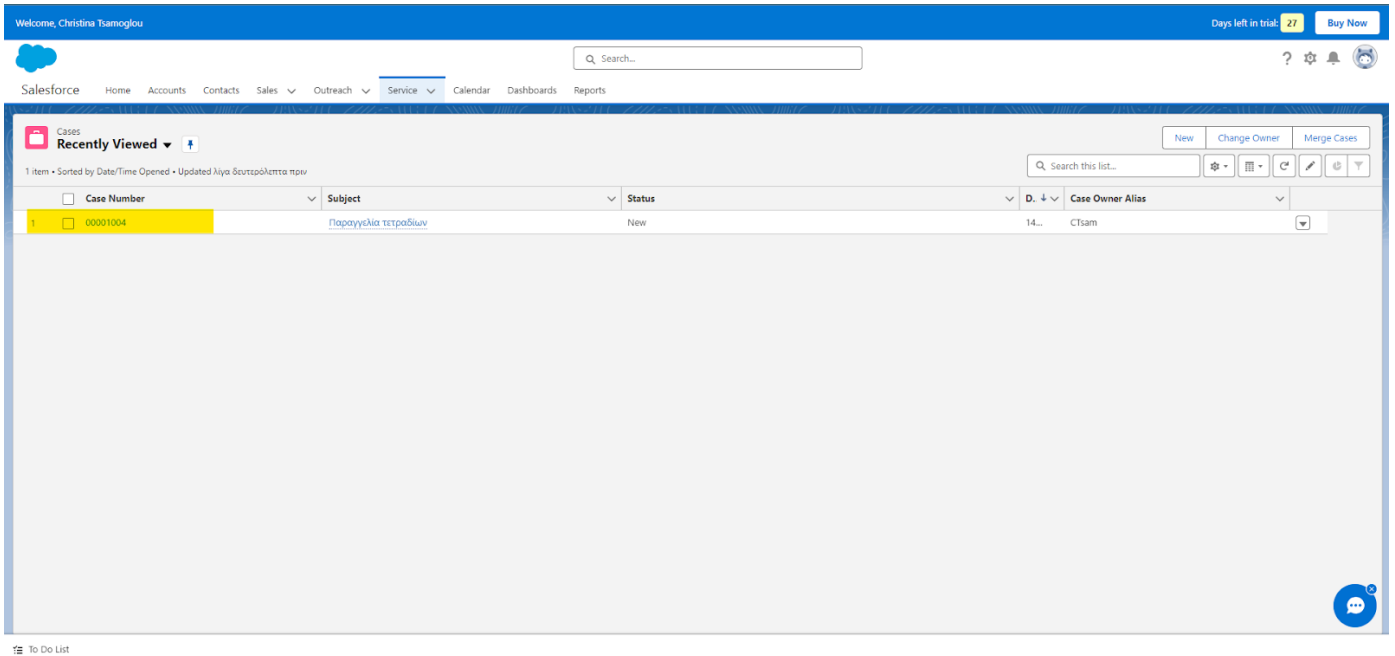 Welcome, Christina Tsamoglou
Days left in trial: 27 Buy Now
Search...
Salesforce Home Accounts Contacts Sales Outreach Service Calendar Dashboards Reports
Cases
Recently Viewed
New Change Owner Merge Cases
1 item • Sorted by Date/Time Opened • Updated λίγα δευτερόλεπτα πριν
Search this list...
Case Number Subject Status D. Case Owner Alias
1 00001004 Παραγγελία τετραδίων New 14... CTsam
To Do List